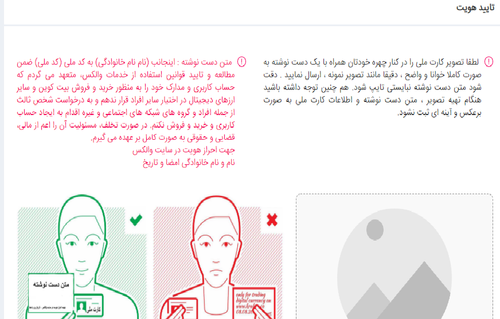 تایید هویت
لطفا تصویر کارت ملی را در کنار چهره خودتان همراه با یک دست نوشته به
صورت کاملا خوانا و واضح ، دقیقا مانند تصویر نمونه ، ارسال نمایید . دقت
شود متن دست نوشته نبایستی تایپ شود. هم چنین توجه داشته باشید
هنگام تهیه تصویر ، متن دست نوشته و اطلاعات کارت ملی به صورت
برعکس و آینه ای ثبت نشود.
متن دست نوشته : اینجانب (نام نام خانوادگی) به کد ملی (کد ملی) ضمن
مطالعه و تایید قوانین استفاده از خدمات والکس، متعهد می گردم که
حساب کاربری و مدارک خود را به منظور خرید و فروش بیت کوین و سایر
ارزهای دیجیتال در اختیار سایر افراد قرار ندهم و به درخواست شخص ثالث
از جمله افراد و گروه های شبکه های اجتماعی و غیره اقدام به ایجاد حساب
کاربری و خرید و فروش نکنم. در صورت تخلف، مسئولیت آن را اعم از مالی،
قضایی و حقوقی به صورت کامل بر عهده می گیرم.
جهت احراز هویت در سایت والکس
نام و نام خانوادگی امضا و تاریخ
only for trading
digital currency on
متن دست نوشته
کارت ملی